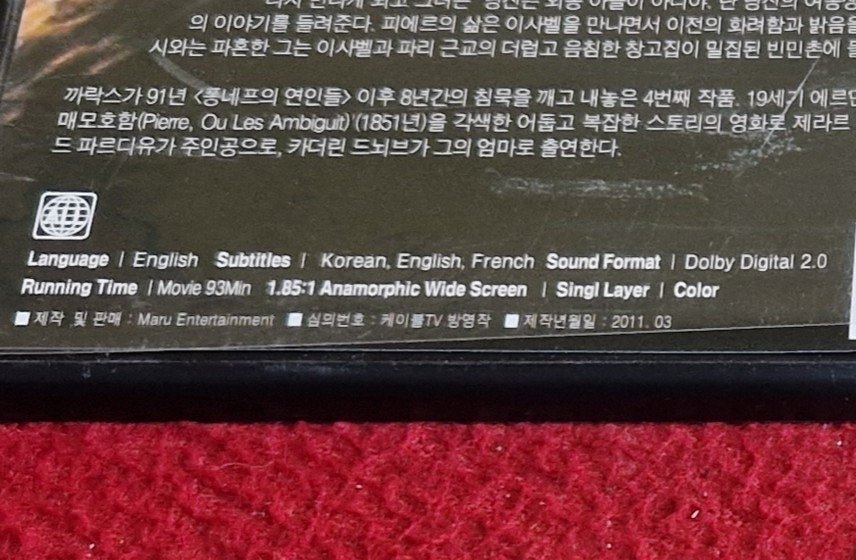 의 이야기를 들려준다. 피에르의 삶은 이사벨을 만나면서 이전의 화려함과 밝음을
시와는 파혼한 그는 이사벨과 파리 근교의 더럽고 음침한 창고집이 밀집된 빈민촌에
까락스가 91년 <퐁네프의 연인들> 이후 8년간의 침묵을 깨고 내놓은 4번째 작품. 19세기 에르만
매모호함(Pierre, Ou Les Ambiguit)'(1851년)을 각색한 어둡고 복잡한 스토리의 영화로 제라르
드 파르디유가 주인공으로, 카더린 드뇌브가 그의 엄마로 출연한다.
ALL
Language | English Subtitles | Korean, English, French Sound Format | Dolby Digital 2.0
Running Time | Movie 93Min 1.85:1 Anamorphic Wide Screen | Singl Layer | Color
■제작 및 판매 : Maru Entertainment ■ 심의번호 : 케이블TV 방영작 ■ 제작년월일 : 2011. 03